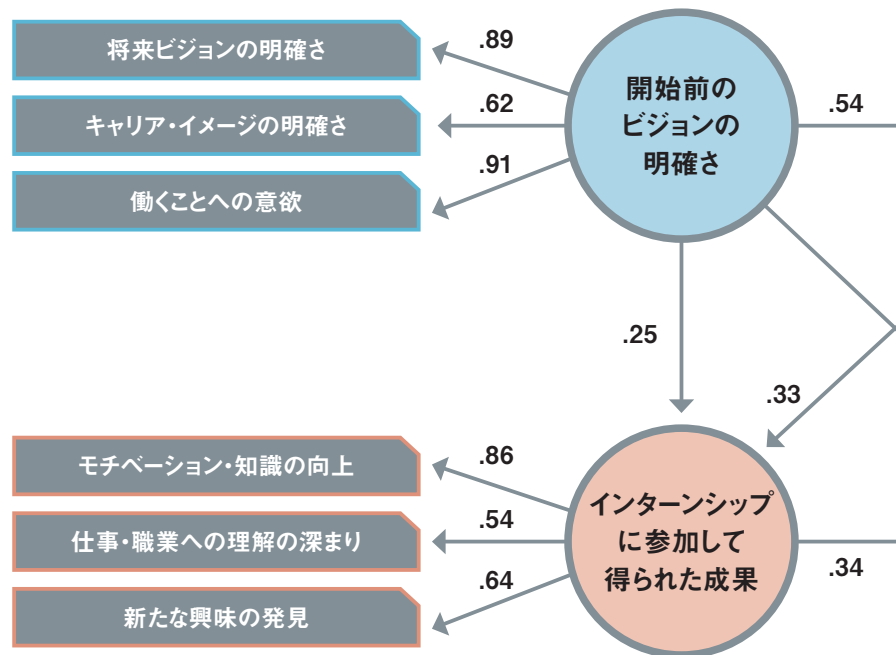 将来ビジョンの明確さ
キャリア・イメージの明確さ
働くことへの意欲
.89
.62
.91
開始前の
ビジョンの
明確さ
.54
.25
.33
モチベーション・知識の向上
仕事・職業への理解の深まり
新たな興味の発見
.86
.54
.64
インターンシップ
に参加して
得られた成果
.34